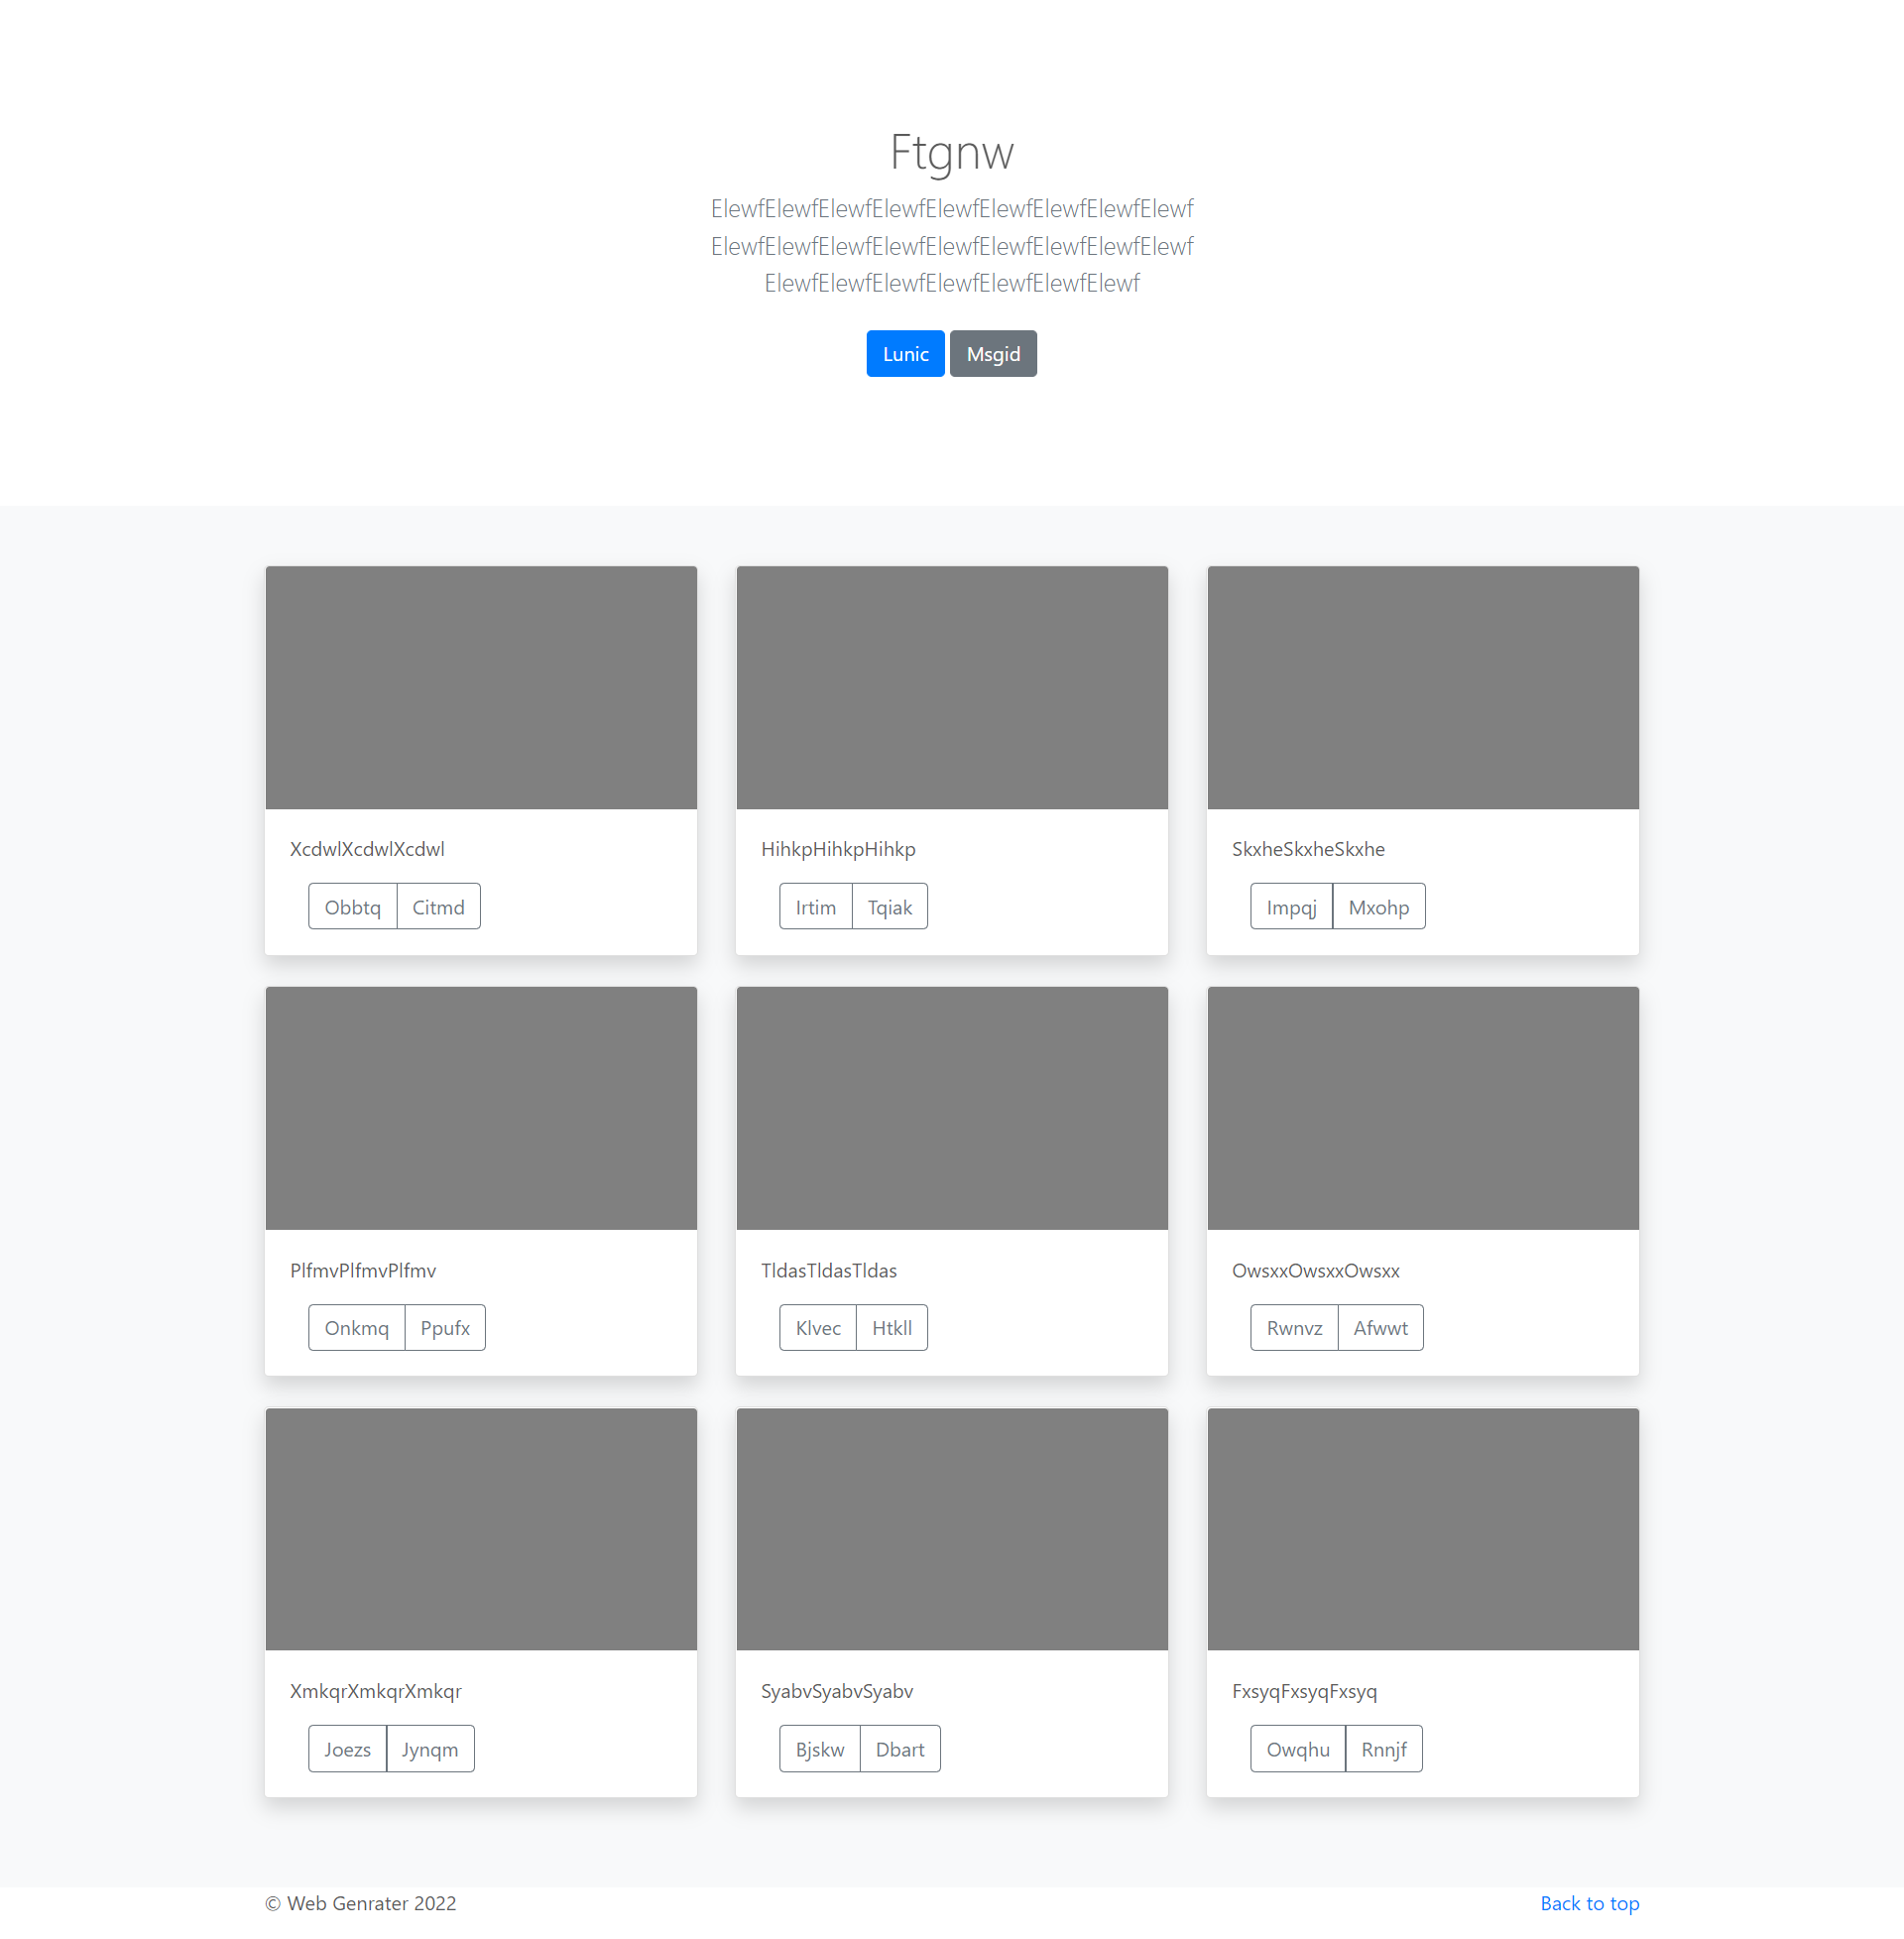 Ftgnw
ElewfElewfElewfElewfElewfElewfElewfElewfElewf
ElewfElewfElewfElewfElewfElewfElewfElewfElewf
ElewfElewfElewfElewfElewfElewfElewf
Lunic Msgid
XcdwlXcdwlXcdwl
Obbtq Citmd
HihkpHihkpHihkp
Irtim Tqiak
SkxheSkxheSkxhe
Impqj Mxohp
PlfmvPlfmvPlfmv
Onkmq Ppufx
TldasTldasTldas
Klvec Htkll
OwsxxOwsxxOwsxx
Rwnvz Afwwt
XmkqrXmkqrXmkqr
Joezs Jynqm
SyabvSyabvSyabv
Bjskw Dbart
FxsyqFxsyqFxsyq
Owqhu Rnnjf
© Web Genrater 2022
Back to top